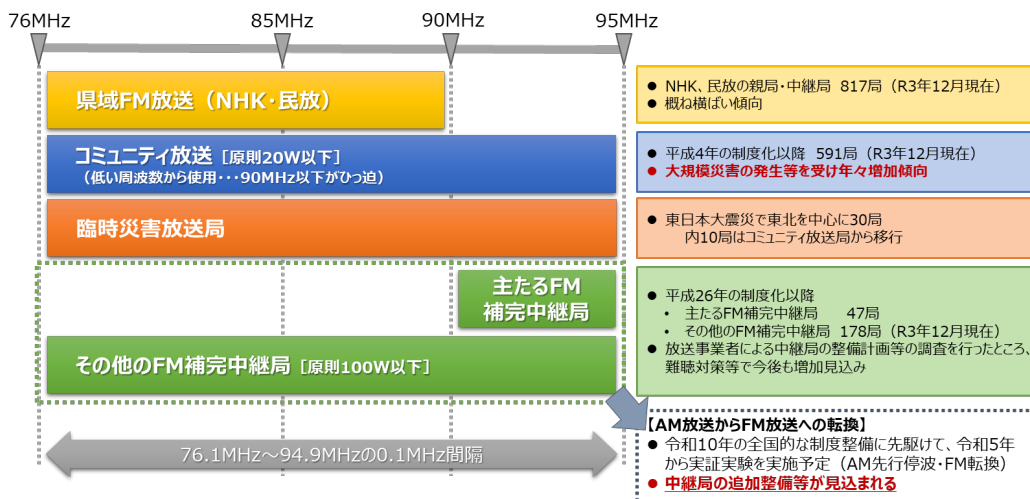 76MHz
85MHz
90MHz
95MHz
県域FM放送（NHK・民放）
● NHK、民放の親局・中継局 817局（R3年12月現在）
● 概ね横ばい傾向
コミュニティ放送［原則20W以下］
（低い周波数から使用・・・90MHz以下がひっ迫）
● 平成4年の制度化以降 591局（R3年12月現在）
● 大規模災害の発生等を受け年々増加傾向
臨時災害放送局
● 東日本大震災で東北を中心に30局
内10局はコミュニティ放送局から移行
主たるFM
補完中継局
その他のFM補完中継局［原則100W以下］
● 平成26年の制度化以降
・ 主たるFM補完中継局 47局
・ その他のFM補完中継局 178局（R3年12月現在）
● 放送事業者による中継局の整備計画等の調査を行ったところ、
難聴対策等で今後も増加見込み
76.1MHz～94.9MHzの0.1MHz間隔
【AM放送からFM放送への転換】
● 令和10年の全国的な制度整備に先駆けて、令和5年
から実証実験を実施予定（AM先行停波・FM転換）
● 中継局の追加整備等が見込まれる